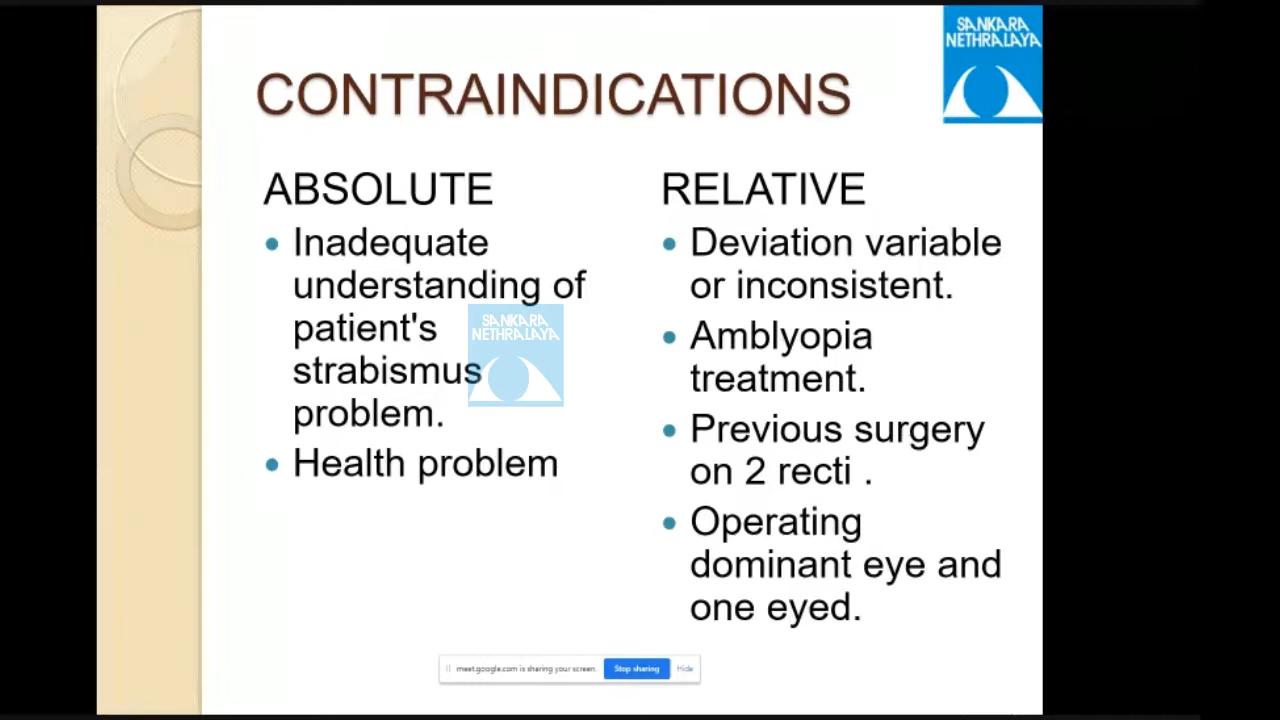 SANKARA
NETHRALAYA
CONTRAINDICATIONS
ABSOLUTE
• Inadequate
understanding of
patient's
strabismus
problem.
• Health problem
SANKARA
NETHRALAYA
RELATIVE
• Deviation variable
or inconsistent.
• Amblyopia
treatment.
• Previous surgery
on 2 recti .
• Operating
dominant eye and
one eyed.
meet.google.com is sharing your screen. Stop sharing Hide